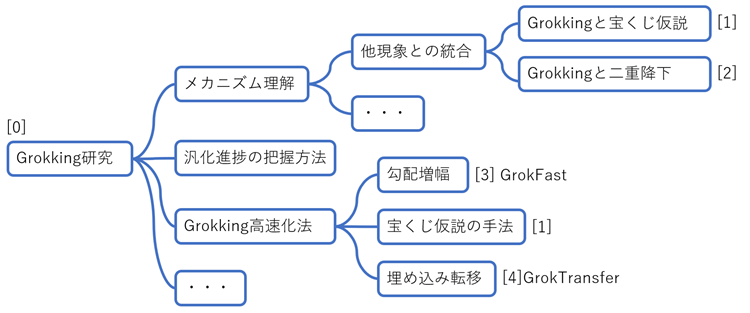 Grokkingと宝くじ仮説 [1]
他現象との統合
Grokkingと二重降下 [2]
メカニズム理解
・・・
[0]
Grokking研究
汎化進捗の把握方法
勾配増幅 [3] GrokFast
Grokking高速化法
宝くじ仮説の手法 [1]
埋め込み転移 [4]GrokTransfer
・・・